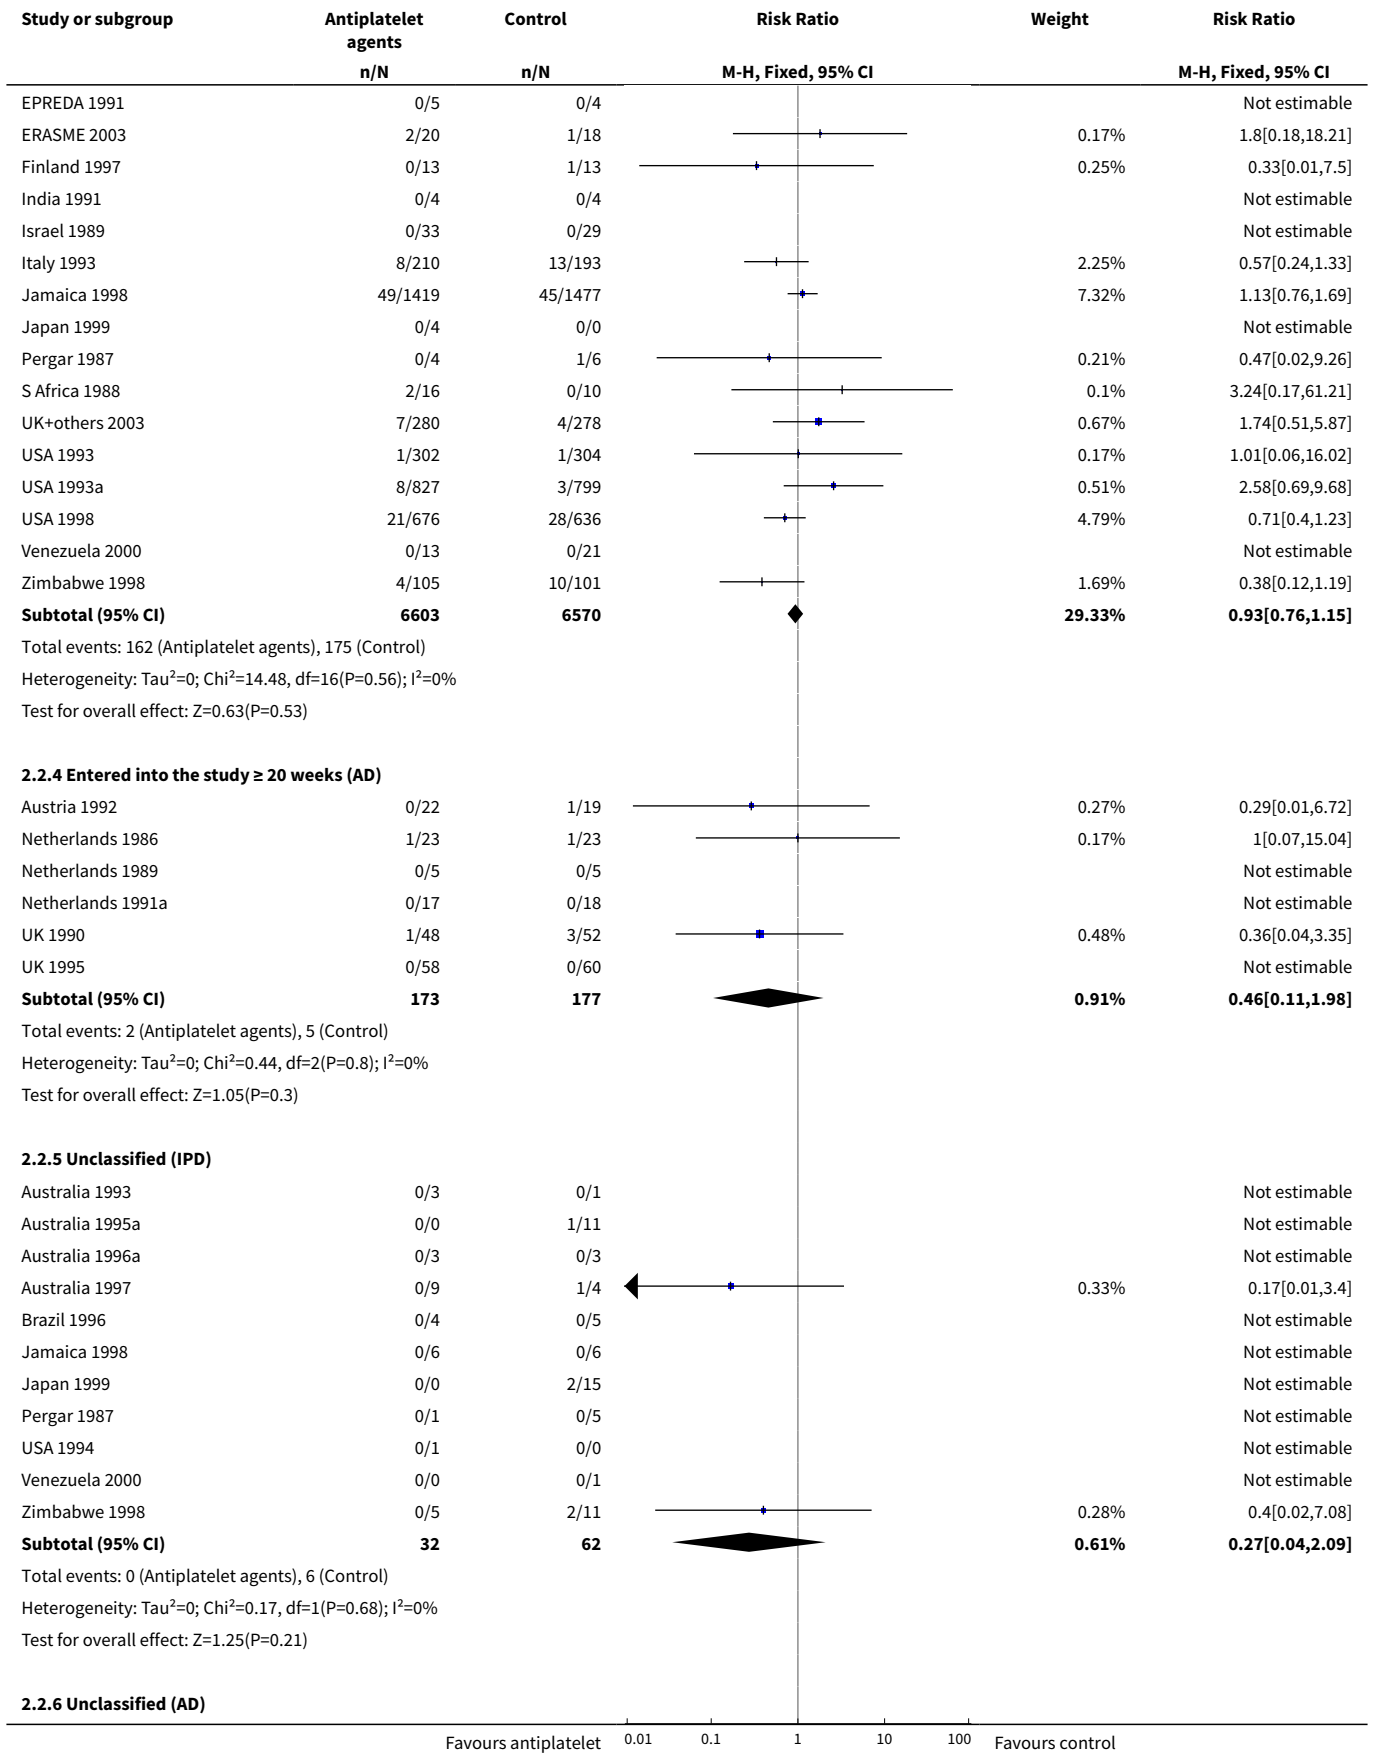 Study or subgroup Antiplatelet agents Control Risk Ratio Weight Risk Ratio
n/N n/N M-H, Fixed, 95% CI M-H, Fixed, 95% CI
EPREDA 1991 0/5 0/4 Not estimable
ERASME 2003 2/20 1/18 0.17% 1.8[0.18,18.21]
Finland 1997 0/13 1/13 0.25% 0.33[0.01,7.5]
India 1991 0/4 0/4 Not estimable
Israel 1989 0/33 0/29 Not estimable
Italy 1993 8/210 13/193 2.25% 0.57[0.24,1.33]
Jamaica 1998 49/1419 45/1477 7.32% 1.13[0.76,1.69]
Japan 1999 0/4 0/0 Not estimable
Pergar 1987 0/4 1/6 0.21% 0.47[0.02,9.26]
S Africa 1988 2/16 0/10 0.1% 3.24[0.17,61.21]
UK+others 2003 7/280 4/278 0.67% 1.74[0.51,5.87]
USA 1993 1/302 1/304 0.17% 1.01[0.06,16.02]
USA 1993a 8/827 3/799 0.51% 2.58[0.69,9.68]
USA 1998 21/676 28/636 4.79% 0.71[0.4,1.23]
Venezuela 2000 0/13 0/21 Not estimable
Zimbabwe 1998 4/105 10/101 1.69% 0.38[0.12,1.19]
Subtotal (95% CI) 6603 6570 29.33% 0.93[0.76,1.15]
Total events: 162 (Antiplatelet agents), 175 (Control)
Heterogeneity: Tau²=0; Chi²=14.48, df=16(P=0.56); I²=0%
Test for overall effect: Z=0.63(P=0.53)
2.2.4 Entered into the study ≥ 20 weeks (AD)
Austria 1992 0/22 1/19 0.27% 0.29[0.01,6.72]
Netherlands 1986 1/23 1/23 0.17% 1[0.07,15.04]
Netherlands 1989 0/5 0/5 Not estimable
Netherlands 1991a 0/17 0/18 Not estimable
UK 1990 1/48 3/52 0.48% 0.36[0.04,3.35]
UK 1995 0/58 0/60 Not estimable
Subtotal (95% CI) 173 177 0.91% 0.46[0.11,1.98]
Total events: 2 (Antiplatelet agents), 5 (Control)
Heterogeneity: Tau²=0; Chi²=0.44, df=2(P=0.8); I²=0%
Test for overall effect: Z=1.05(P=0.3)
2.2.5 Unclassified (IPD)
Australia 1993 0/3 0/1 Not estimable
Australia 1995a 0/0 1/11 Not estimable
Australia 1996a 0/3 0/3 Not estimable
Australia 1997 0/9 1/4 0.33% 0.17[0.01,3.4]
Brazil 1996 0/4 0/5 Not estimable
Jamaica 1998 0/6 0/6 Not estimable
Japan 1999 0/0 2/15 Not estimable
Pergar 1987 0/1 0/5 Not estimable
USA 1994 0/1 0/0 Not estimable
Venezuela 2000 0/0 0/1 Not estimable
Zimbabwe 1998 0/5 2/11 0.28% 0.4[0.02,7.08]
Subtotal (95% CI) 32 62 0.61% 0.27[0.04,2.09]
Total events: 0 (Antiplatelet agents), 6 (Control)
Heterogeneity: Tau²=0; Chi²=0.17, df=1(P=0.68); I²=0%
Test for overall effect: Z=1.25(P=0.21)
2.2.6 Unclassified (AD)
Favours antiplatelet 0.01 0.1 1 10 100 Favours control